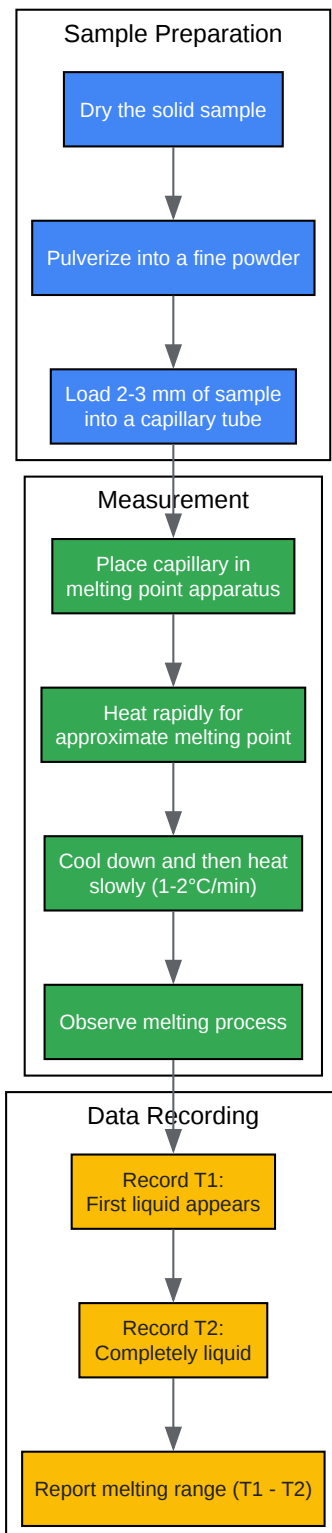 Sample Preparation
Dry the solid sample
Pulverize into a fine powder
Load 2-3 mm of sample
into a capillary tube
Measurement
Place capillary in
melting point apparatus
Heat rapidly for
approximate melting point
Cool down and then heat
slowly (1-2°C/min)
Observe melting process
Data Recording
Record T1:
First liquid appears
Record T2:
Completely liquid
Report melting range (T1 - T2)